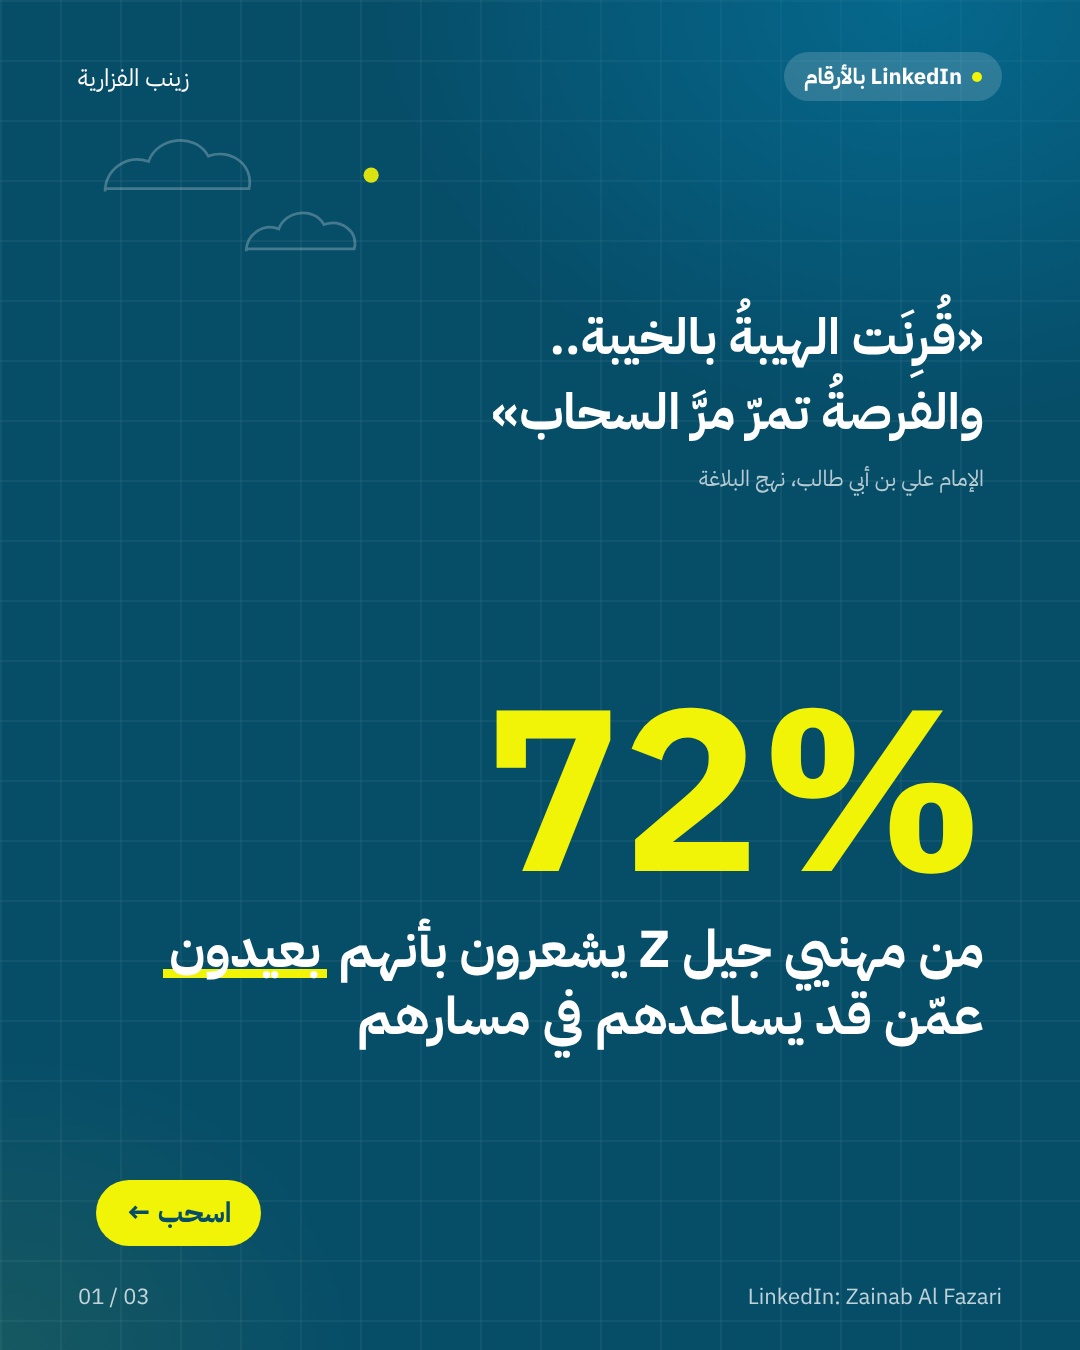 LinkedIn بالأرقام
زينب الفزارية
«قُرِنَت الهيبةُ بالخيبة..
والفرصةُ تمرّ مرَّ السحاب»
الإمام علي بن أبي طالب، نهج البلاغة
72%
من مهنيي جيل Z يشعرون بأنهم بعيدون
عمّن قد يساعدهم في مسارهم
اسحب ←
LinkedIn: Zainab Al Fazari
01 / 03